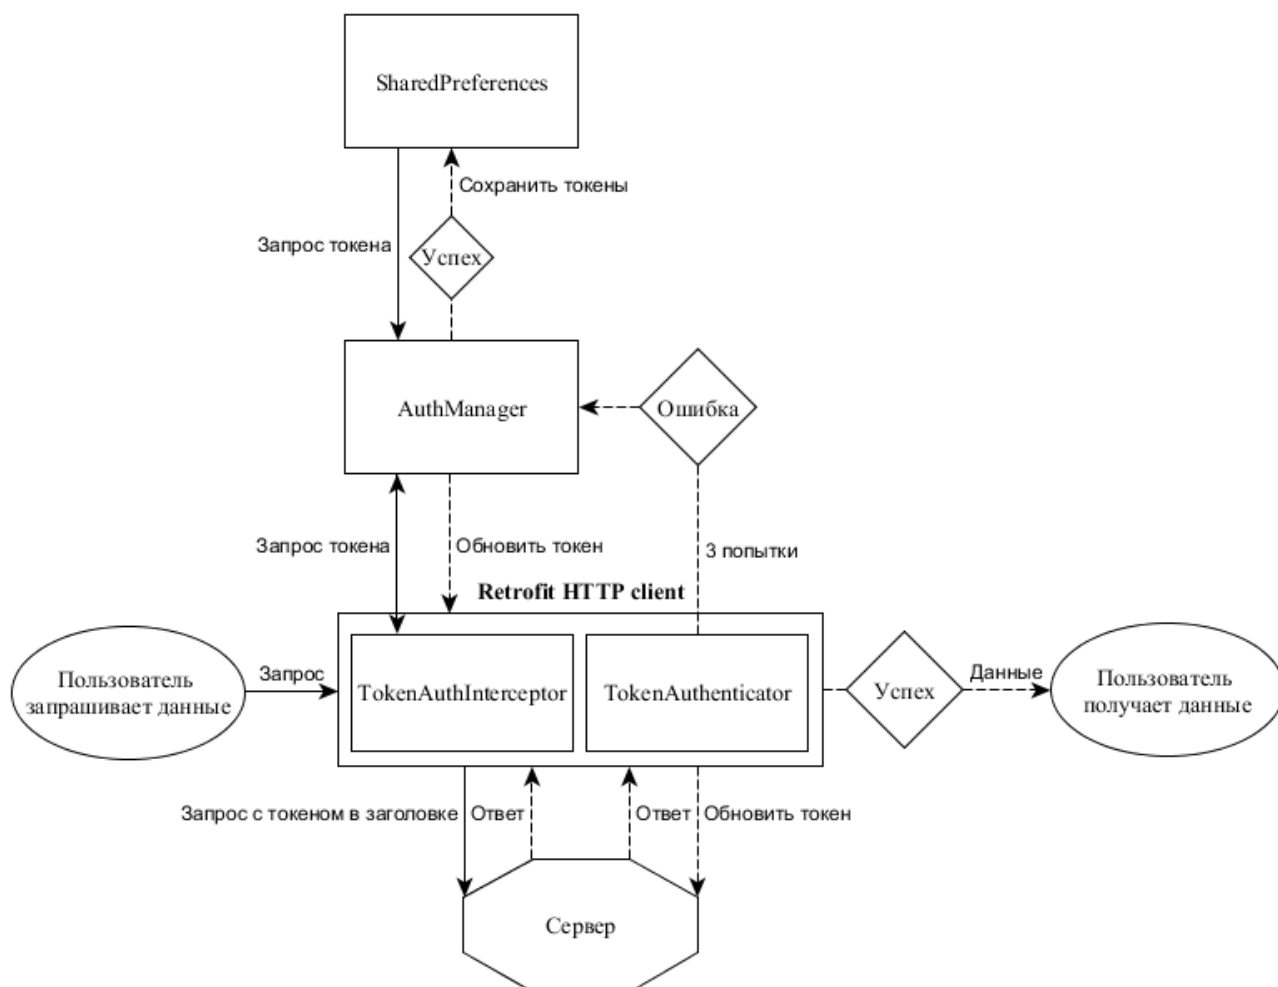 SharedPreferences
Сохранить токены
Запрос токена
Успех
AuthManager
Ошибка
Запрос токена
Обновить токен
3 попытки
Retrofit HTTP client
Пользователь
запрашивает данные
Запрос
TokenAuthInterceptor
TokenAuthenticator
Успех
Данные
Пользователь
получает данные
Запрос с токеном в заголовке
Ответ
Ответ
Обновить токен
Сервер